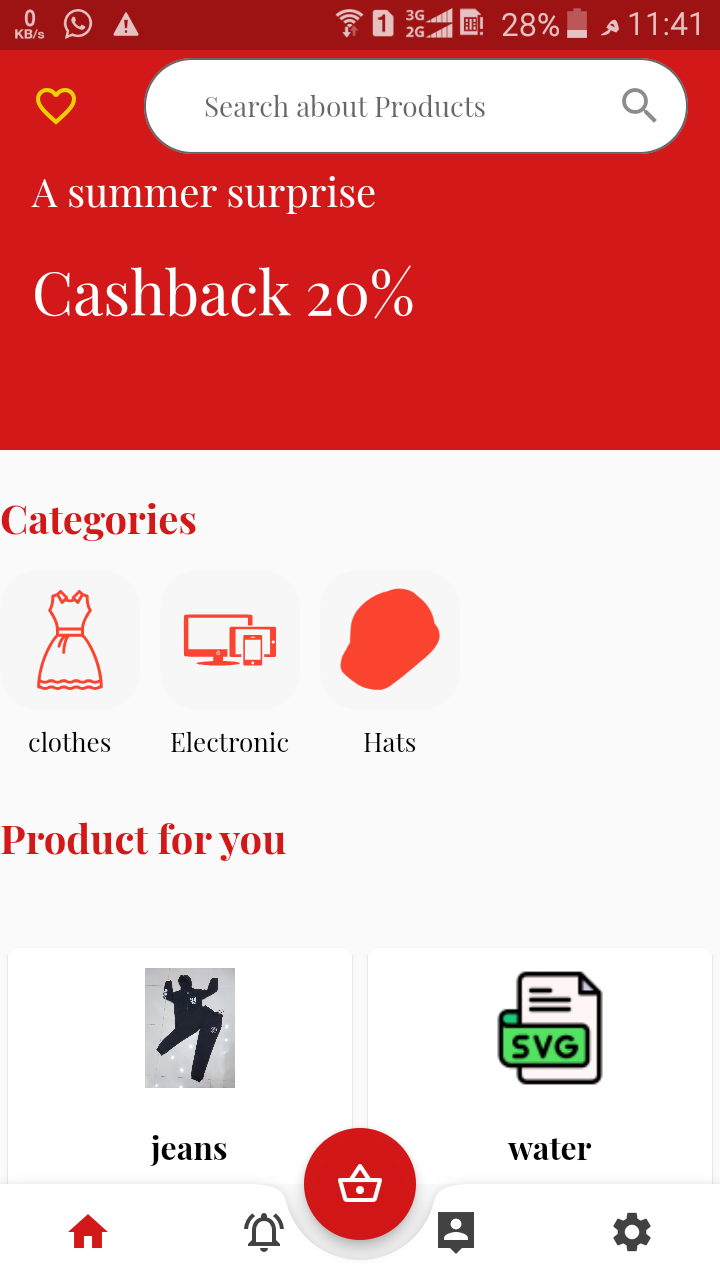 0
KB/s
1
3G
2G
28%
م 11:41
Search about Products
A summer surprise
Cashback 20%
Categories
clothes
Electronic
Hats
Product for you
SVG
jeans
water